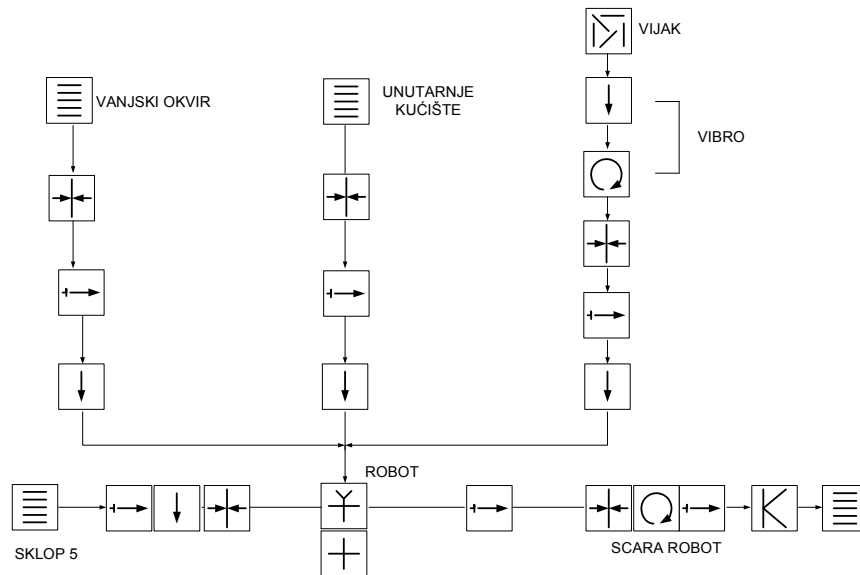 VIJAK
VANJSKI OKVIR
UNUTARNJE
KUĆIŠTE
VIBRO
ROBOT
SKLOP 5
SCARA ROBOT